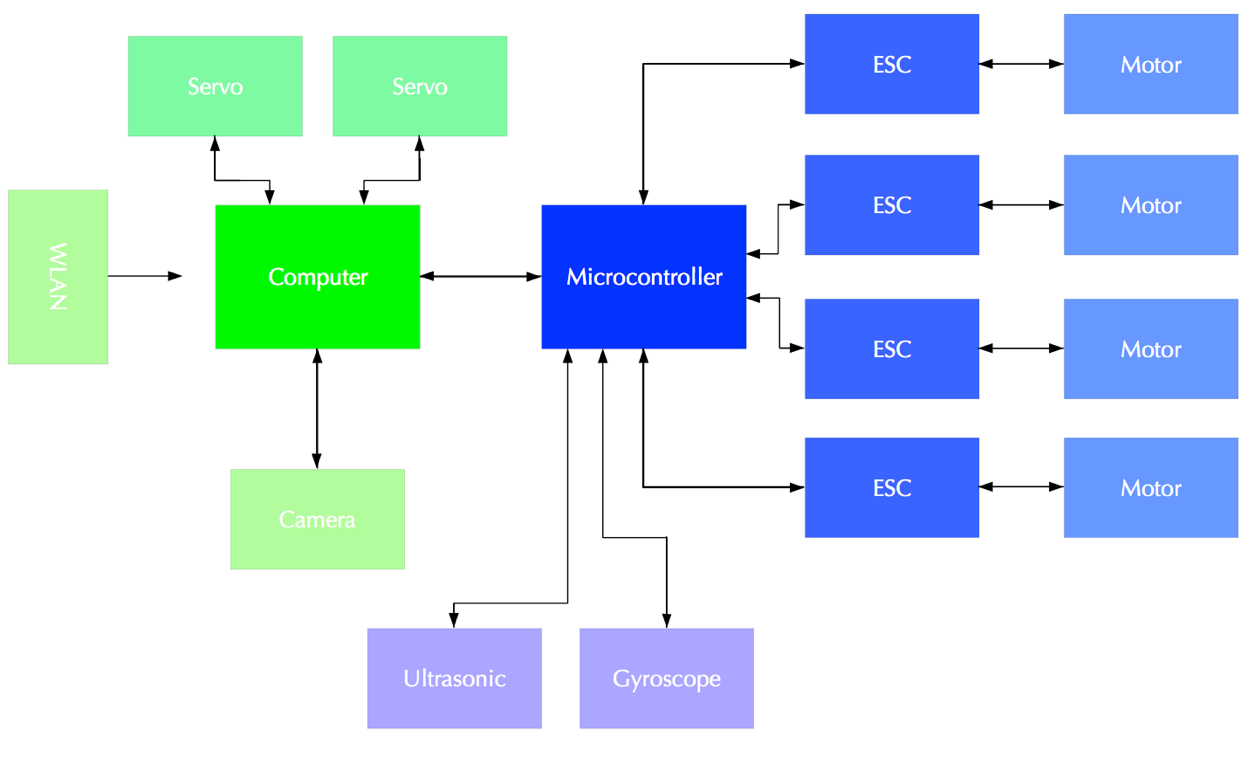 Servo
Servo
ESC
Motor
ESC
Motor
WLAN
Computer
Microcontroller
ESC
Motor
Camera
ESC
Motor
Ultrasonic
Gyroscope